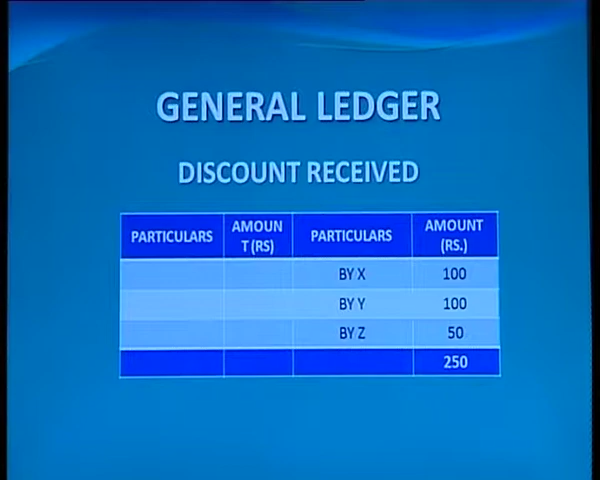 GENERAL LEDGER
DISCOUNT RECEIVED
PARTICULARS AMOUN T (RS) PARTICULARS AMOUNT (RS.)
BY X 100
BY Y 100
BY Z 50
250